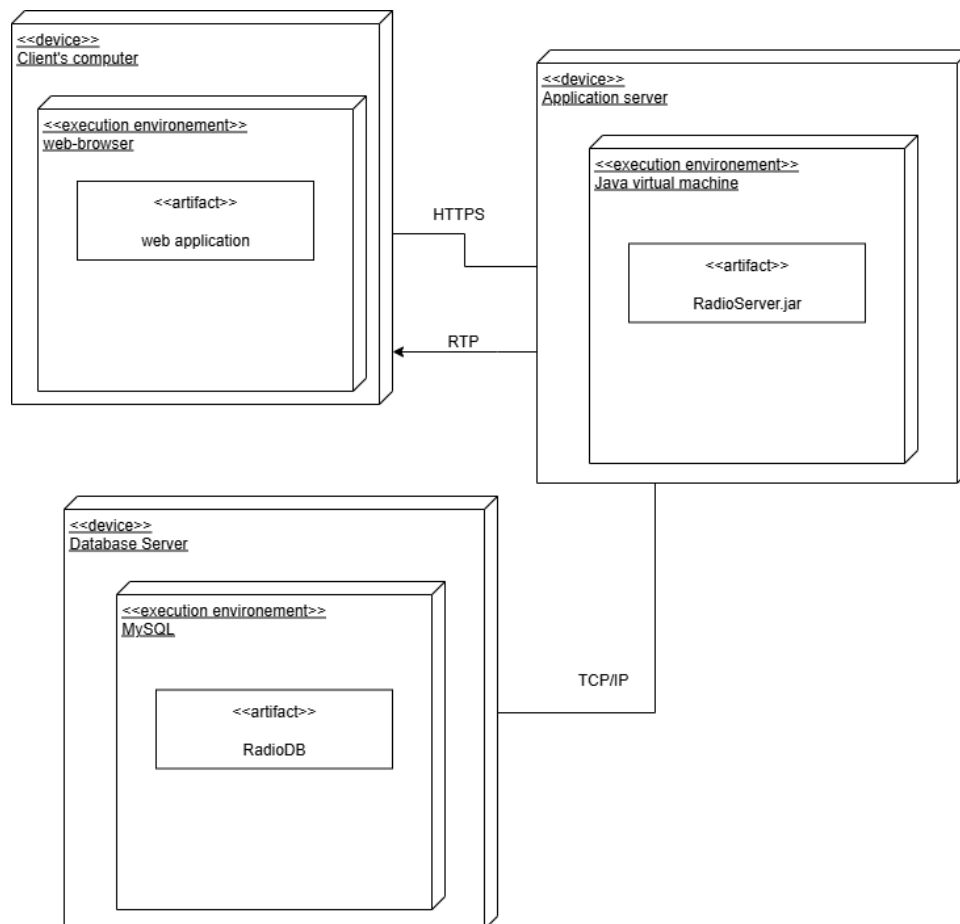 <<device>>
Client's computer
<<execution environement>>
web-browser
<<artifact>>
web application
HTTPS
RTP
<<device>>
Application server
<<execution environement>>
Java virtual machine
<<artifact>>
RadioServer.jar
<<device>>
Database Server
<<execution environement>>
MySQL
<<artifact>>
RadioDB
TCP/IP